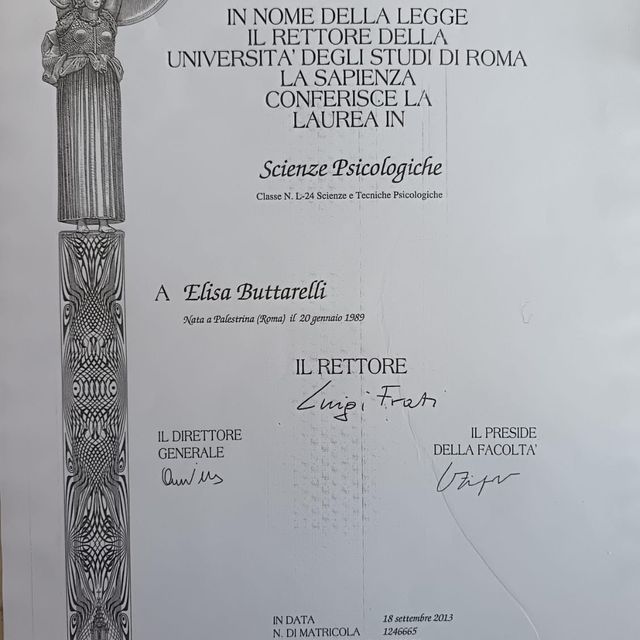 IN NOME DELLA LEGGE
IL RETTORE DELLA
UNIVERSITA' DEGLI STUDI DI ROMA
LA SAPIENZA
CONFERISCE LA
LAUREA IN
Scienze Psicologiche
Classe N. L-24 Scienze e Tecniche Psicologiche
A Elisa Buttarelli
Nata a Palestrina (Roma) il 20 gennaio 1989
IL RETTORE
Luigi Frati
IL DIRETTORE
GENERALE
IL PRESIDE
DELLA FACOLTA'
IN DATA 18 settembre 2013
N. DI MATRICOLA 1246665